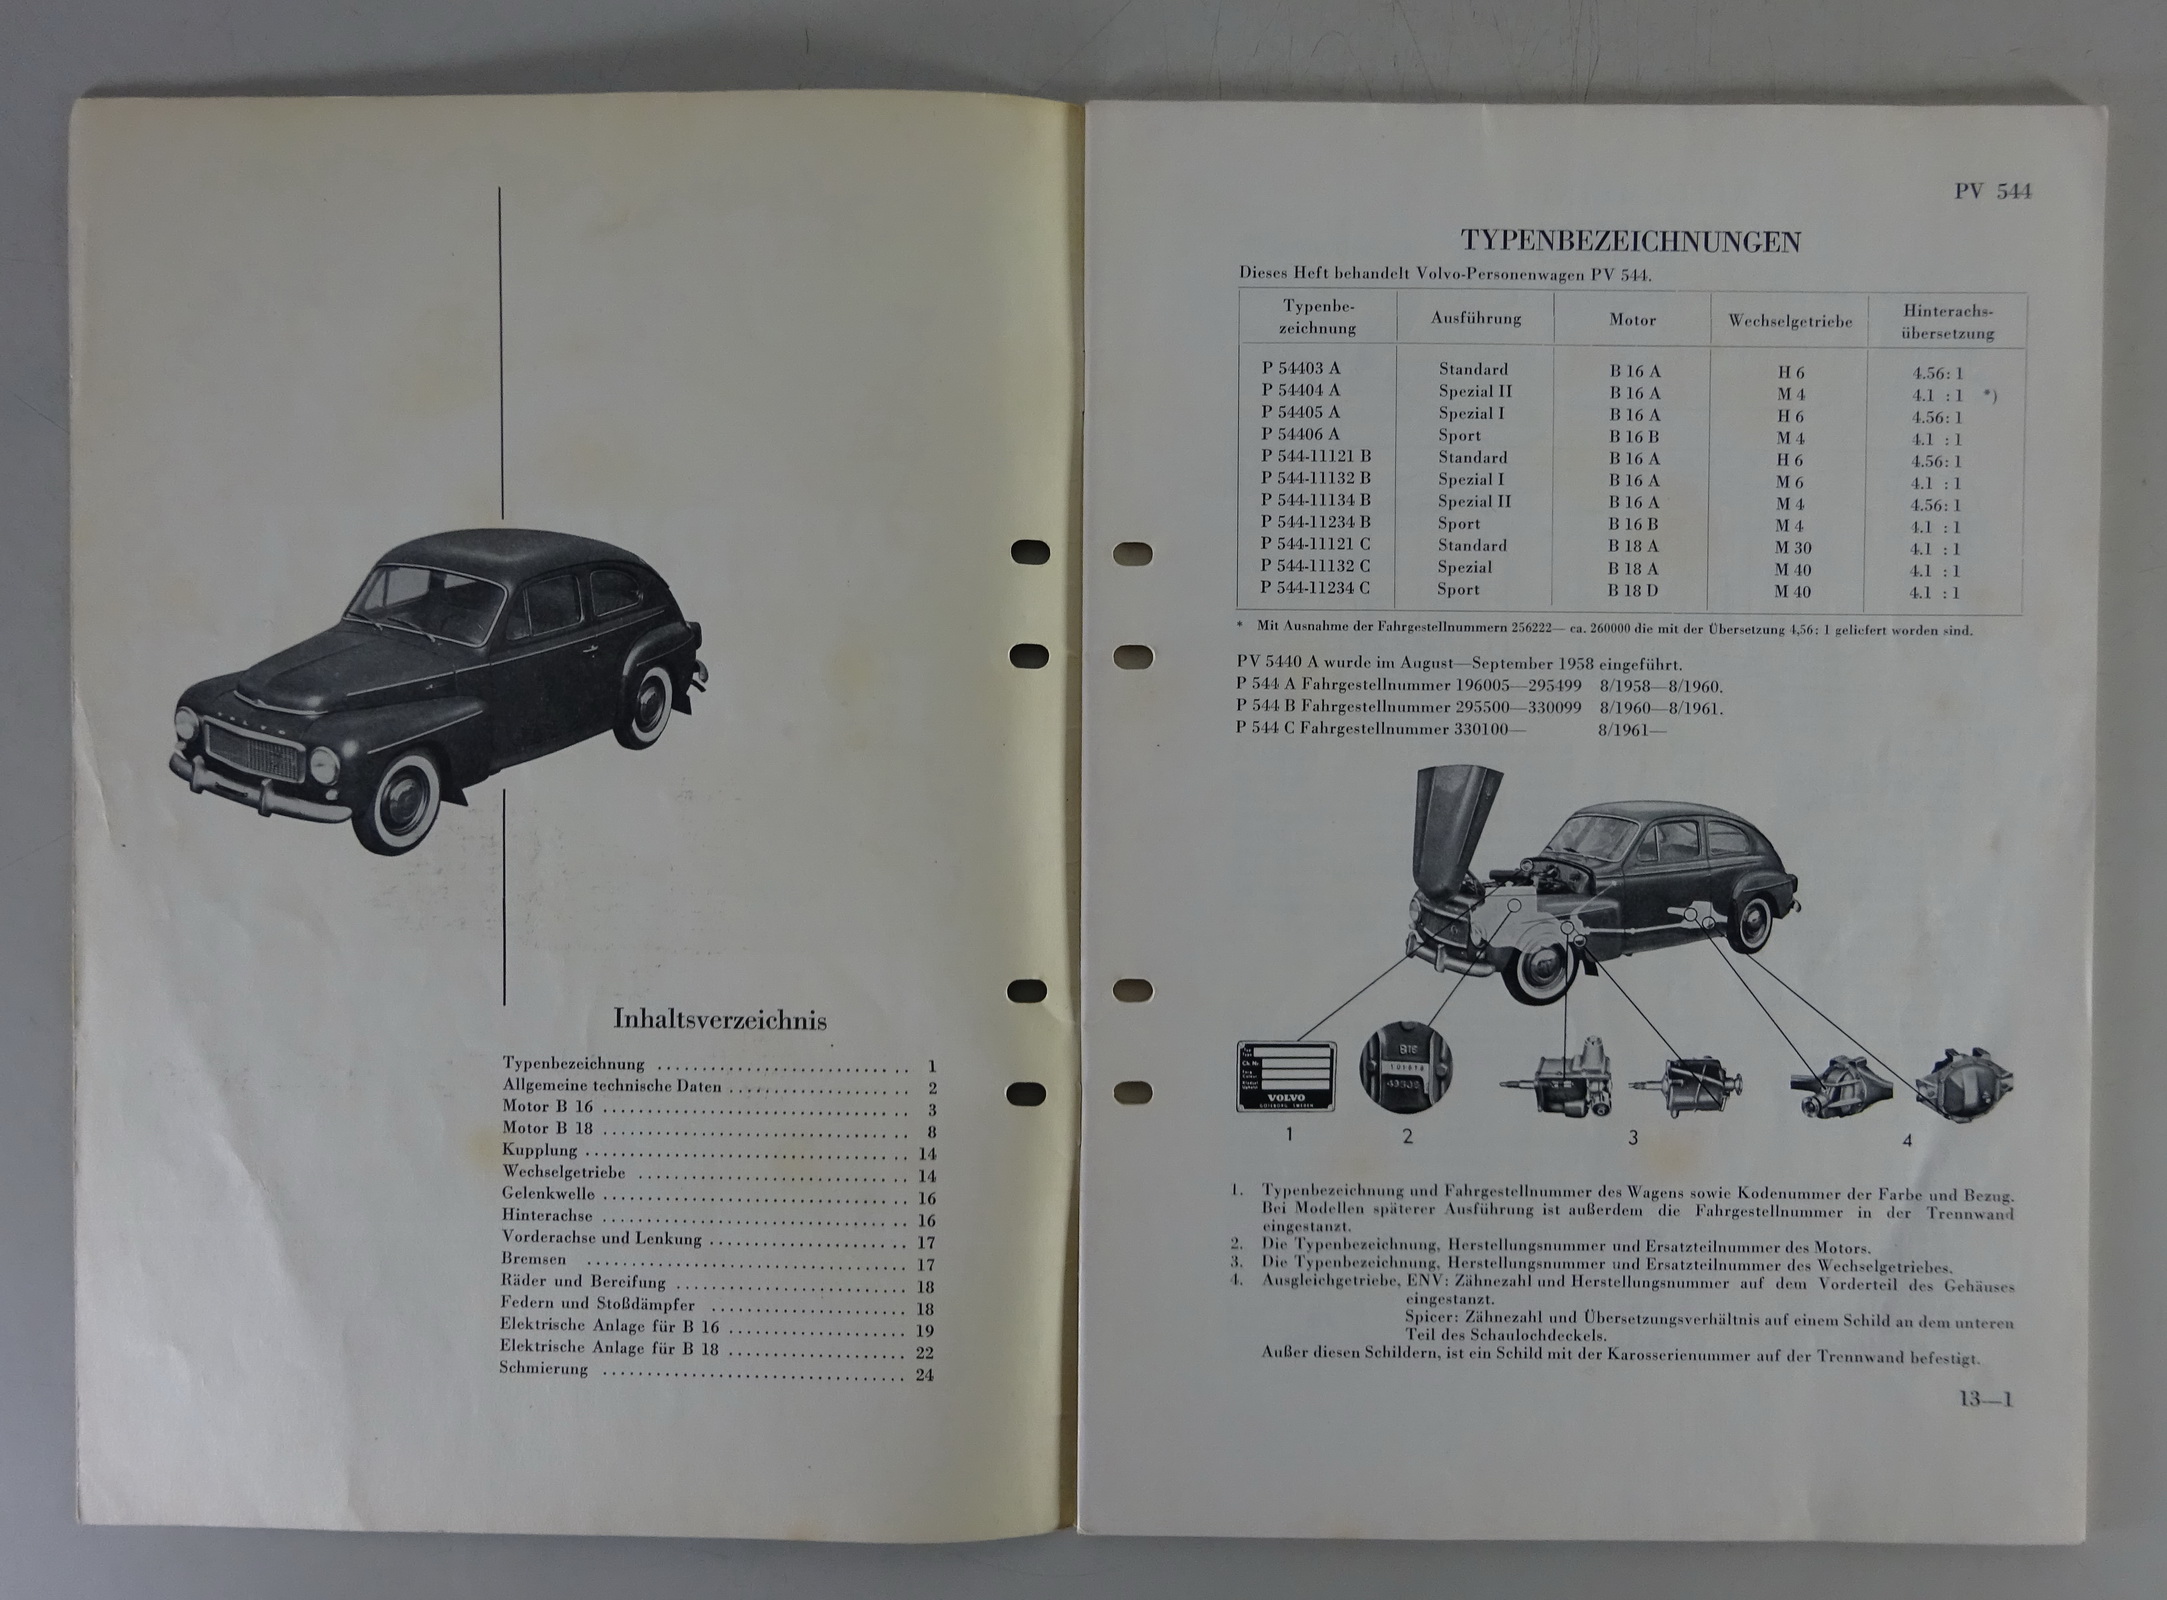 VOLVO
Inhaltsverzeichnis
Typenbezeichnung .............................. 1
Allgemeine technische Daten ..................... 2
Motor B 16 ................................... 3
Motor B 18 ................................... 8
Kupplung ..................................... 14
Wechselgetriebe ............................... 14
Gelenkwelle ................................... 16
Hinterachse ................................... 16
Vorderachse und Lenkung ....................... 17
Bremsen ..................................... 17
Räder und Bereifung ........................... 18
Federn und Stoßdämpfer ....................... 18
Elektrische Anlage für B 16 ..................... 19
Elektrische Anlage für B 18 ..................... 22
Schmierung ................................... 24
PV 544
TYPENBEZEICHNUNGEN
Dieses Heft behandelt Volvo-Personenwagen PV 544.
Typenbe-
zeichnung Ausführung Motor Wechselgetriebe Hinterachs-
übersetzung
P 54403 A Standard B 16 A H 6 4.56: 1
P 54404 A Spezial II B 16 A M 4 4.1 : 1 *)
P 54405 A Spezial I B 16 A H 6 4.56: 1
P 54406 A Sport B 16 B M 4 4.1 : 1
P 544-11121 B Standard B 16 A H 6 4.56: 1
P 544-11132 B Spezial I B 16 A M 6 4.1 : 1
P 544-11134 B Spezial II B 16 A M 4 4.56: 1
P 544-11234 B Sport B 16 B M 4 4.1 : 1
P 544-11121 C Standard B 18 A M 30 4.1 : 1
P 544-11132 C Spezial B 18 A M 40 4.1 : 1
P 544-11234 C Sport B 18 D M 40 4.1 : 1
* Mit Ausnahme der Fahrgestellnummern 256222— ca. 260000 die mit der Übersetzung 4,56: 1 geliefert worden sind.
PV 5440 A wurde im August—September 1958 eingeführt.
P 544 A Fahrgestellnummer 196005—295499 8/1958—8/1960.
P 544 B Fahrgestellnummer 295500—330099 8/1960—8/1961.
P 544 C Fahrgestellnummer 330100— 8/1961—
B16
VOLVO
GÖTEBORG SWEDEN
1 2 3 4
1. Typenbezeichnung und Fahrgestellnummer des Wagens sowie Kodenummer der Farbe und Bezug.
Bei Modellen späterer Ausführung ist außerdem die Fahrgestellnummer in der Trennwand
eingestanzt.
2. Die Typenbezeichnung, Herstellungsnummer und Ersatzteilnummer des Motors.
3. Die Typenbezeichnung, Herstellungsnummer und Ersatzteilnummer des Wechselgetriebes.
4. Ausgleichgetriebe, ENV: Zähnezahl und Herstellungsnummer auf dem Vorderteil des Gehäuses
eingestanzt.
Spicer: Zähnezahl und Übersetzungsverhältnis auf einem Schild an dem unteren
Teil des Schaulochdeckels.
Außer diesen Schildern, ist ein Schild mit der Karosserienummer auf der Trennwand befestigt.
13—1